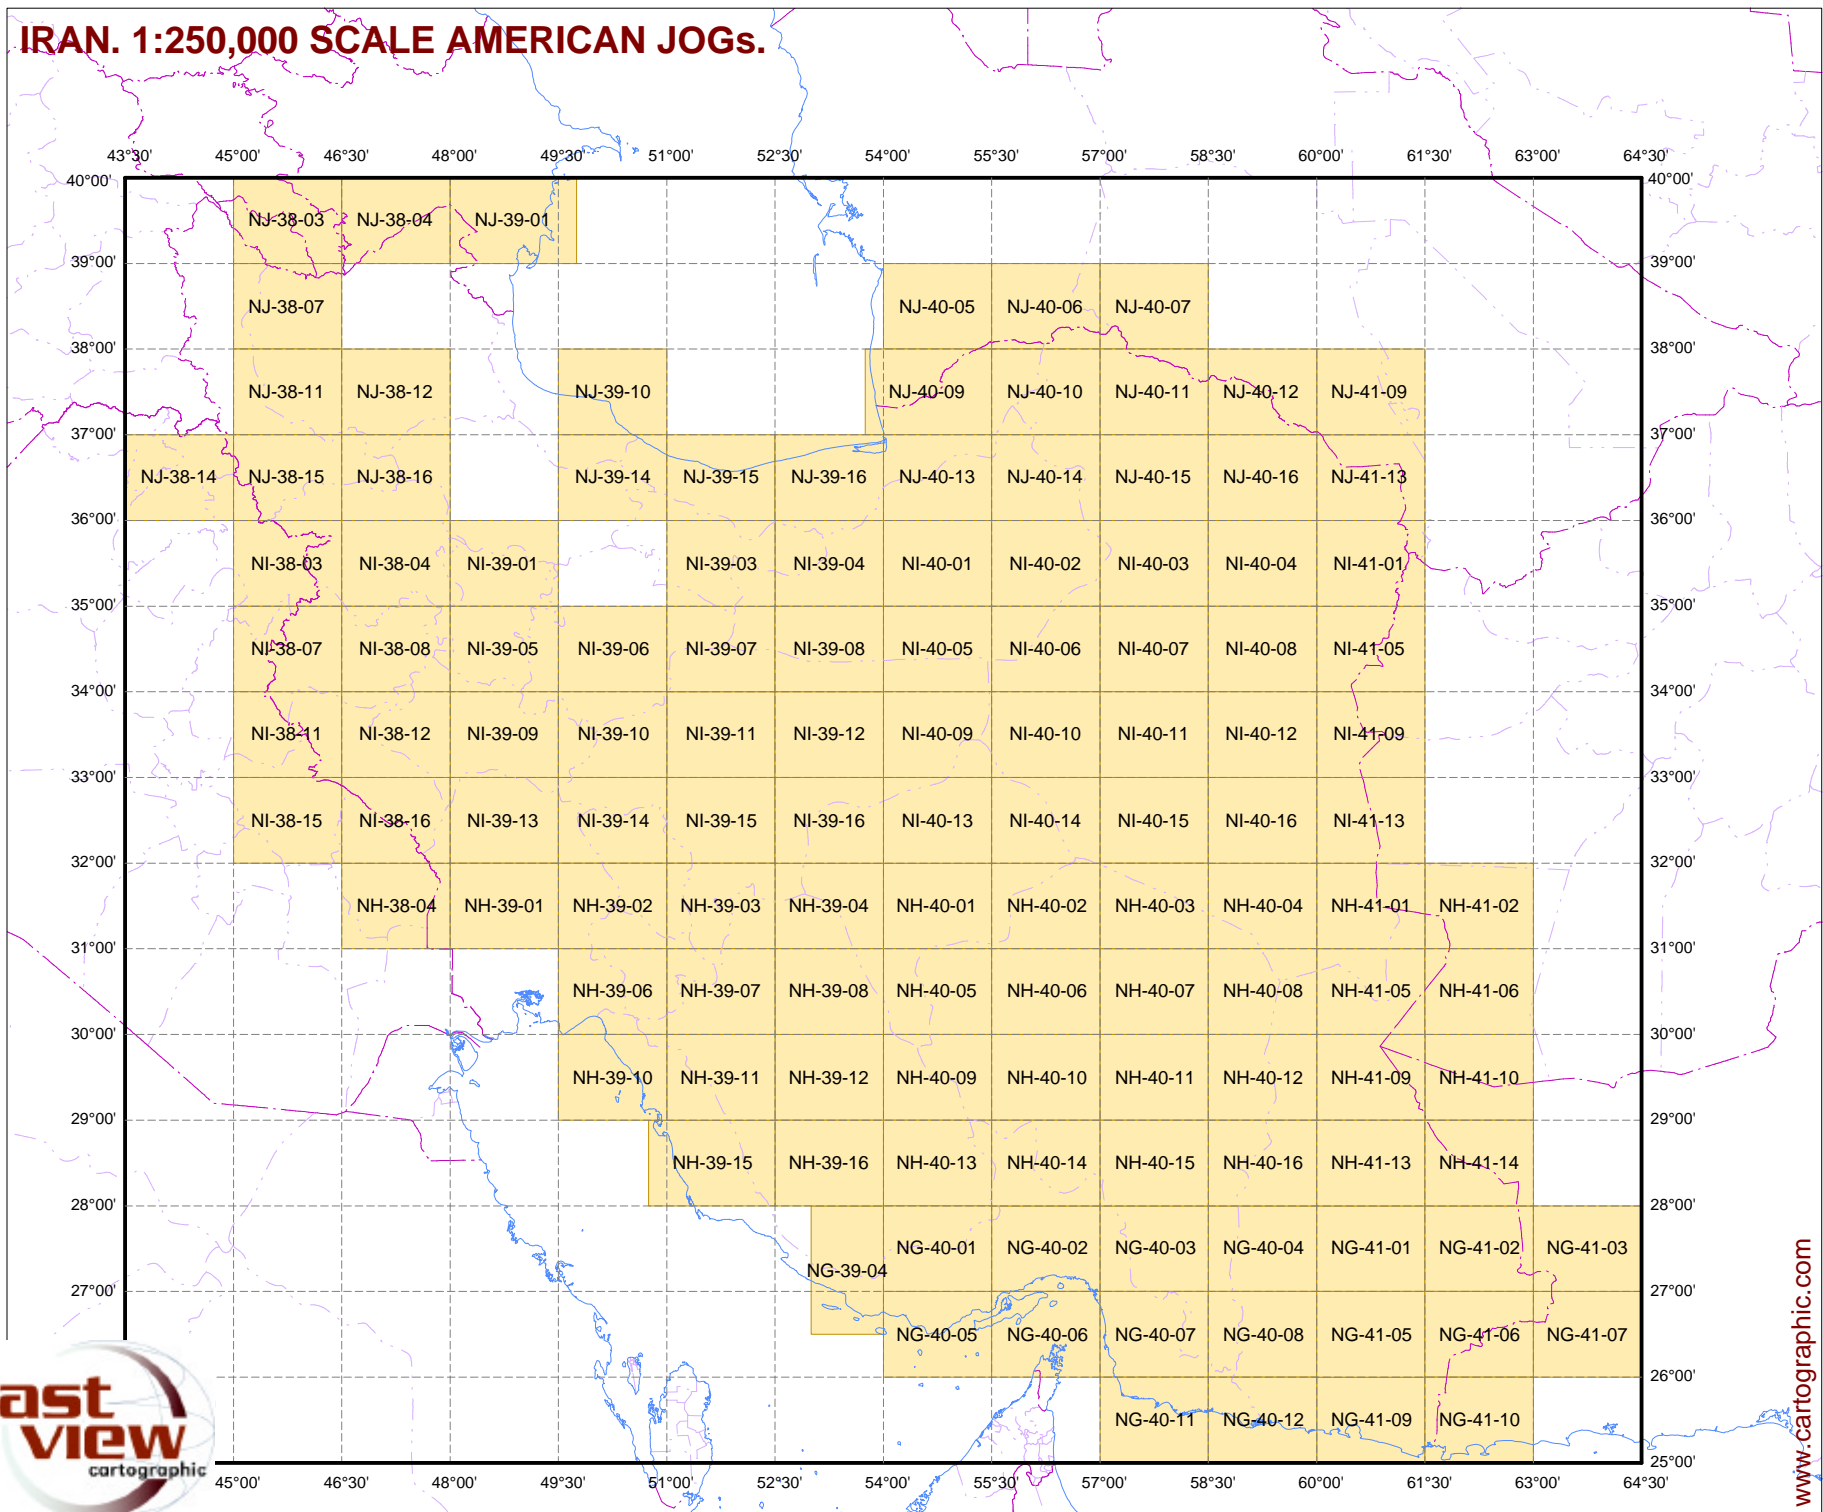 IRAN. 1:250,000 SCALE AMERICAN JOGs.
43°30' 45°00' 46°30' 48°00' 49°30' 51°00' 52°30' 54°00' 55°30' 57°00' 58°30' 60°00' 61°30' 63°00' 64°30'
40°00' 40°00'
NJ-38-03 NJ-38-04 NJ-39-01
39°00' 39°00'
NJ-38-07 NJ-40-05 NJ-40-06 NJ-40-07
38°00' 38°00'
NJ-38-11 NJ-38-12 NJ-39-10 NJ-40-09 NJ-40-10 NJ-40-11 NJ-40-12 NJ-41-09
37°00' 37°00'
NJ-38-14 NJ-38-15 NJ-38-16 NJ-39-14 NJ-39-15 NJ-39-16 NJ-40-13 NJ-40-14 NJ-40-15 NJ-40-16 NJ-41-13
36°00' 36°00'
NI-38-03 NI-38-04 NI-39-01 NI-39-03 NI-39-04 NI-40-01 NI-40-02 NI-40-03 NI-40-04 NI-41-01
35°00' 35°00'
NI-38-07 NI-38-08 NI-39-05 NI-39-06 NI-39-07 NI-39-08 NI-40-05 NI-40-06 NI-40-07 NI-40-08 NI-41-05
34°00' 34°00'
NI-38-11 NI-38-12 NI-39-09 NI-39-10 NI-39-11 NI-39-12 NI-40-09 NI-40-10 NI-40-11 NI-40-12 NI-41-09
33°00' 33°00'
NI-38-15 NI-38-16 NI-39-13 NI-39-14 NI-39-15 NI-39-16 NI-40-13 NI-40-14 NI-40-15 NI-40-16 NI-41-13
32°00' 32°00'
NH-38-04 NH-39-01 NH-39-02 NH-39-03 NH-39-04 NH-40-01 NH-40-02 NH-40-03 NH-40-04 NH-41-01 NH-41-02
31°00' 31°00'
NH-39-06 NH-39-07 NH-39-08 NH-40-05 NH-40-06 NH-40-07 NH-40-08 NH-41-05 NH-41-06
30°00' 30°00'
NH-39-10 NH-39-11 NH-39-12 NH-40-09 NH-40-10 NH-40-11 NH-40-12 NH-41-09 NH-41-10
29°00' 29°00'
NH-39-15 NH-39-16 NH-40-13 NH-40-14 NH-40-15 NH-40-16 NH-41-13 NH-41-14
28°00' 28°00'
NG-40-01 NG-40-02 NG-40-03 NG-40-04 NG-41-01 NG-41-02 NG-41-03
NG-39-04
27°00' 27°00'
NG-40-05 NG-40-06 NG-40-07 NG-40-08 NG-41-05 NG-41-06 NG-41-07
26°00'
NG-40-11 NG-40-12 NG-41-09 NG-41-10
25°00'
45°00' 46°30' 48°00' 49°30' 51°00' 52°30' 54°00' 55°30' 57°00' 58°30' 60°00' 61°30' 63°00' 64°30'
ast
view
cartographic
www.cartographic.com